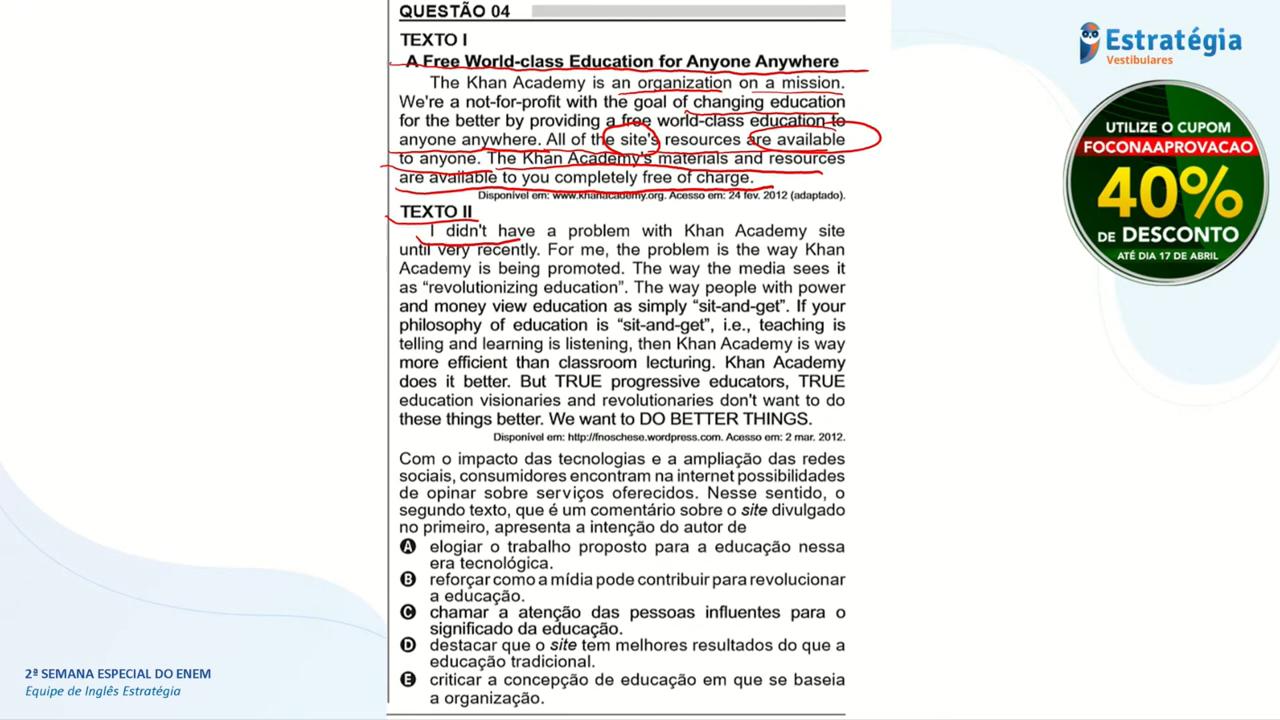 QUESTÃO 04
TEXTO I
A Free World-class Education for Anyone Anywhere
The Khan Academy is an organization on a mission.
We're a not-for-profit with the goal of changing education
for the better by providing a free world-class education to
anyone anywhere. All of the site's resources are available
to anyone. The Khan Academy's materials and resources
are available to you completely free of charge.
Disponível em: www.khanacademy.org. Acesso em: 24 fev. 2012 (adaptado).
TEXTO II
I didn't have a problem with Khan Academy site
until very recently. For me, the problem is the way Khan
Academy is being promoted. The way the media sees it
as “revolutionizing education”. The way people with power
and money view education as simply “sit-and-get”. If your
philosophy of education is “sit-and-get”, i.e., teaching is
telling and learning is listening, then Khan Academy is way
more efficient than classroom lecturing. Khan Academy
does it better. But TRUE progressive educators, TRUE
education visionaries and revolutionaries don't want to do
these things better. We want to DO BETTER THINGS.
Disponível em: http://fnoschese.wordpress.com. Acesso em: 2 mar. 2012.
Com o impacto das tecnologias e a ampliação das redes
sociais, consumidores encontram na internet possibilidades
de opinar sobre serviços oferecidos. Nesse sentido, o
segundo texto, que é um comentário sobre o site divulgado
no primeiro, apresenta a intenção do autor de
A elogiar o trabalho proposto para a educação nessa
era tecnológica.
B reforçar como a mídia pode contribuir para revolucionar
a educação.
C chamar a atenção das pessoas influentes para o
significado da educação.
D destacar que o site tem melhores resultados do que a
educação tradicional.
E criticar a concepção de educação em que se baseia
a organização.
Estratégia
Vestibulares
UTILIZE O CUPOM
FOCONAAPROVACAO
40%
DE DESCONTO
ATÉ DIA 17 DE ABRIL
2ª SEMANA ESPECIAL DO ENEM
Equipe de Inglês Estratégia